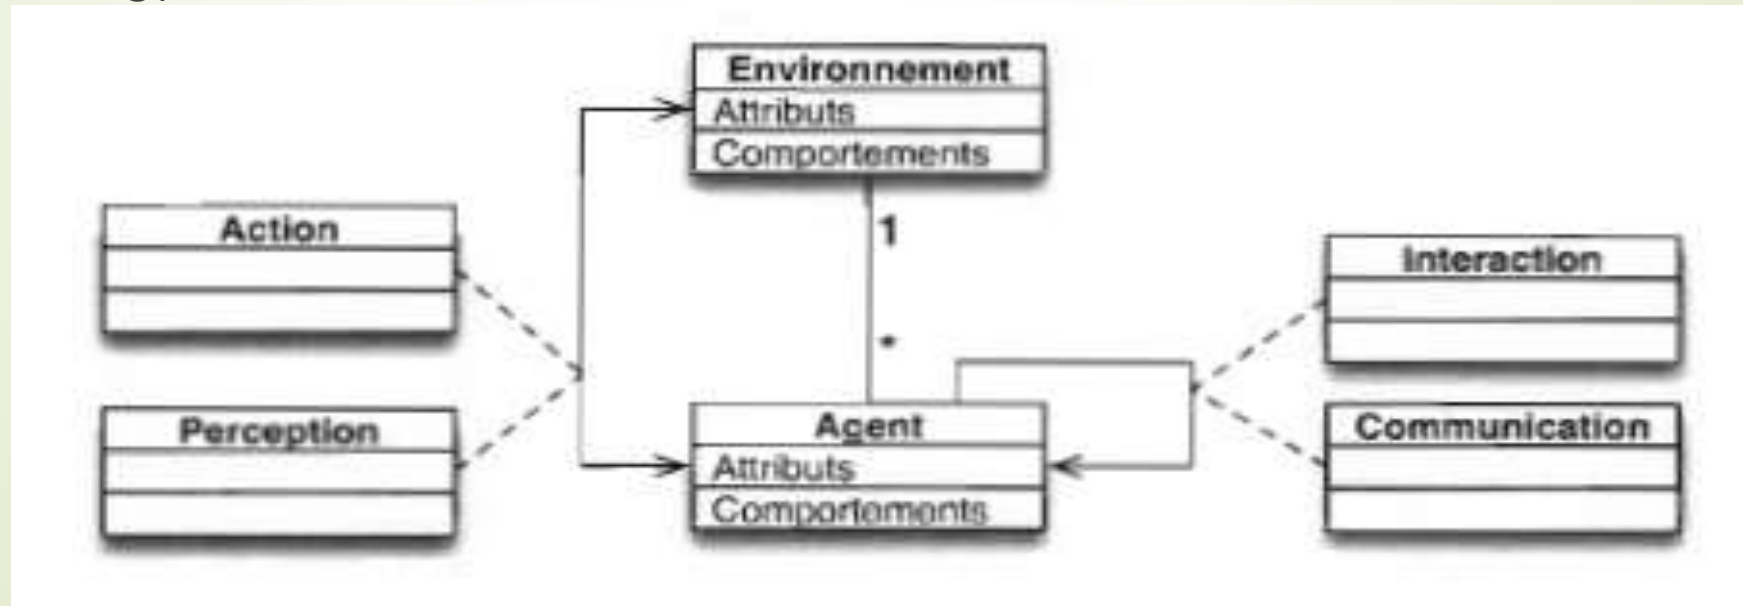 Environnement
Attributs
Comportements
Action
1
Interaction
*
Perception
Agent
Attributs
Comportements
Communication